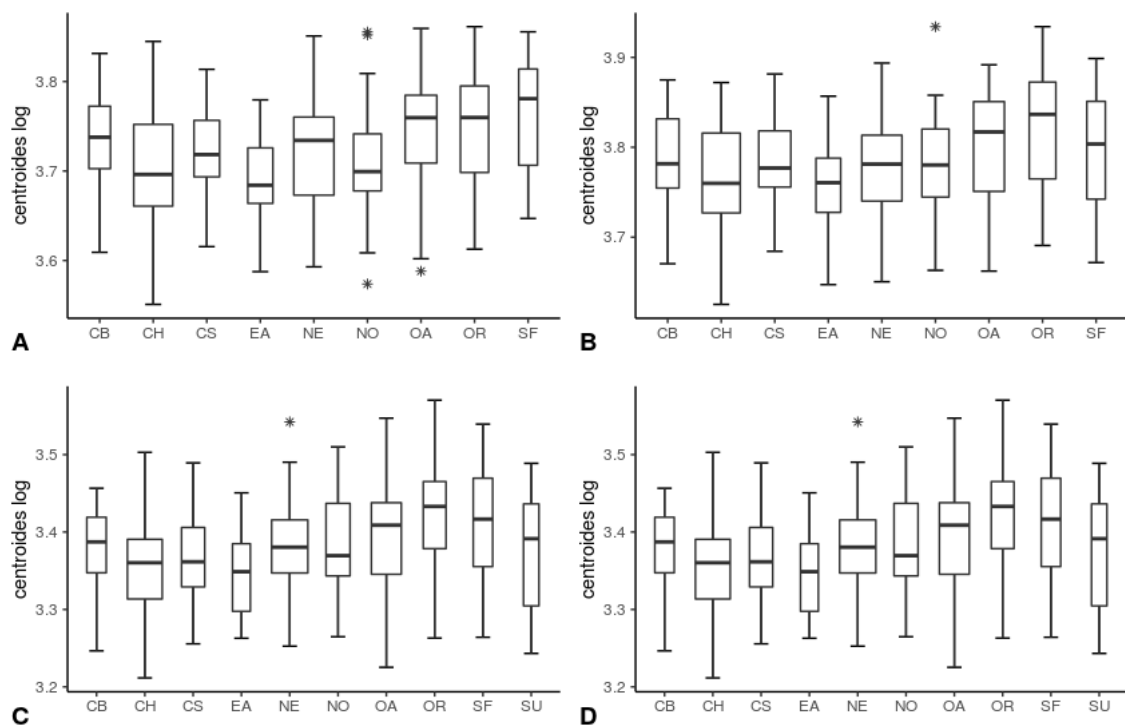 centroides log
3.8
3.7
3.6
CB CH CS EA NE NO OA OR SF
A
centroides log
3.9
3.8
3.7
CB CH CS EA NE NO OA OR SF
B
centroides log
3.5
3.4
3.3
3.2
CB CH CS EA NE NO OA OR SF SU
C
centroides log
3.5
3.4
3.3
3.2
CB CH CS EA NE NO OA OR SF SU
D